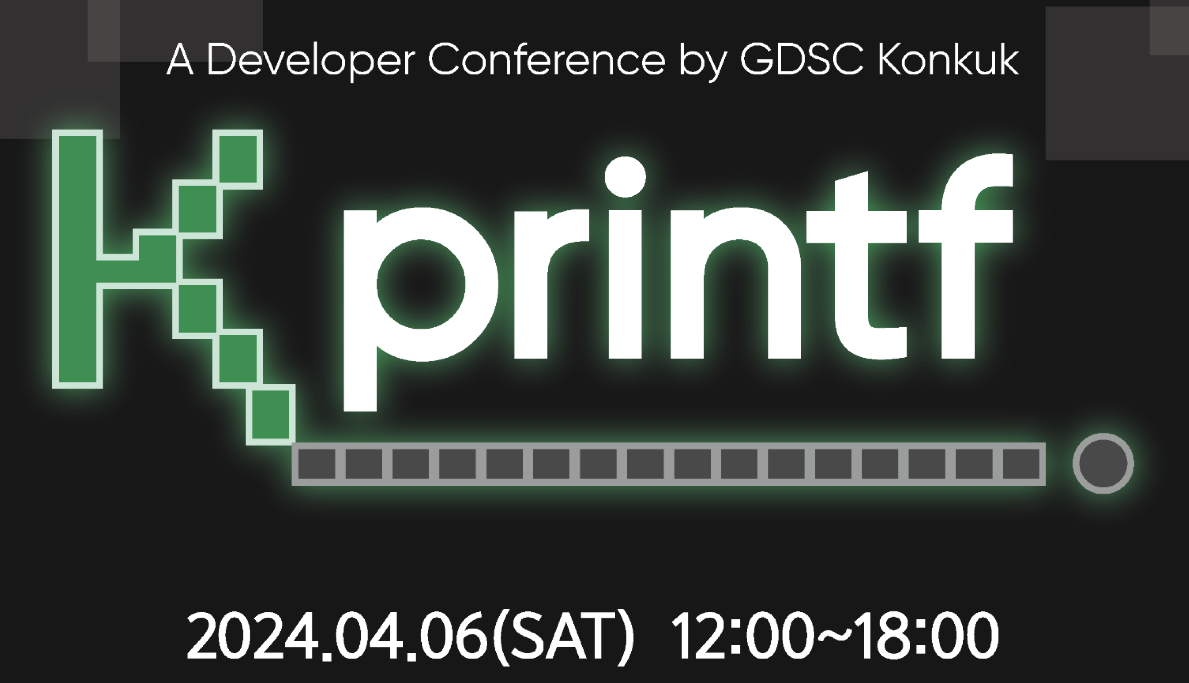 A Developer Conference by GDSC Konkuk
K printf
2024.04.06(SAT) 12:00~18:00